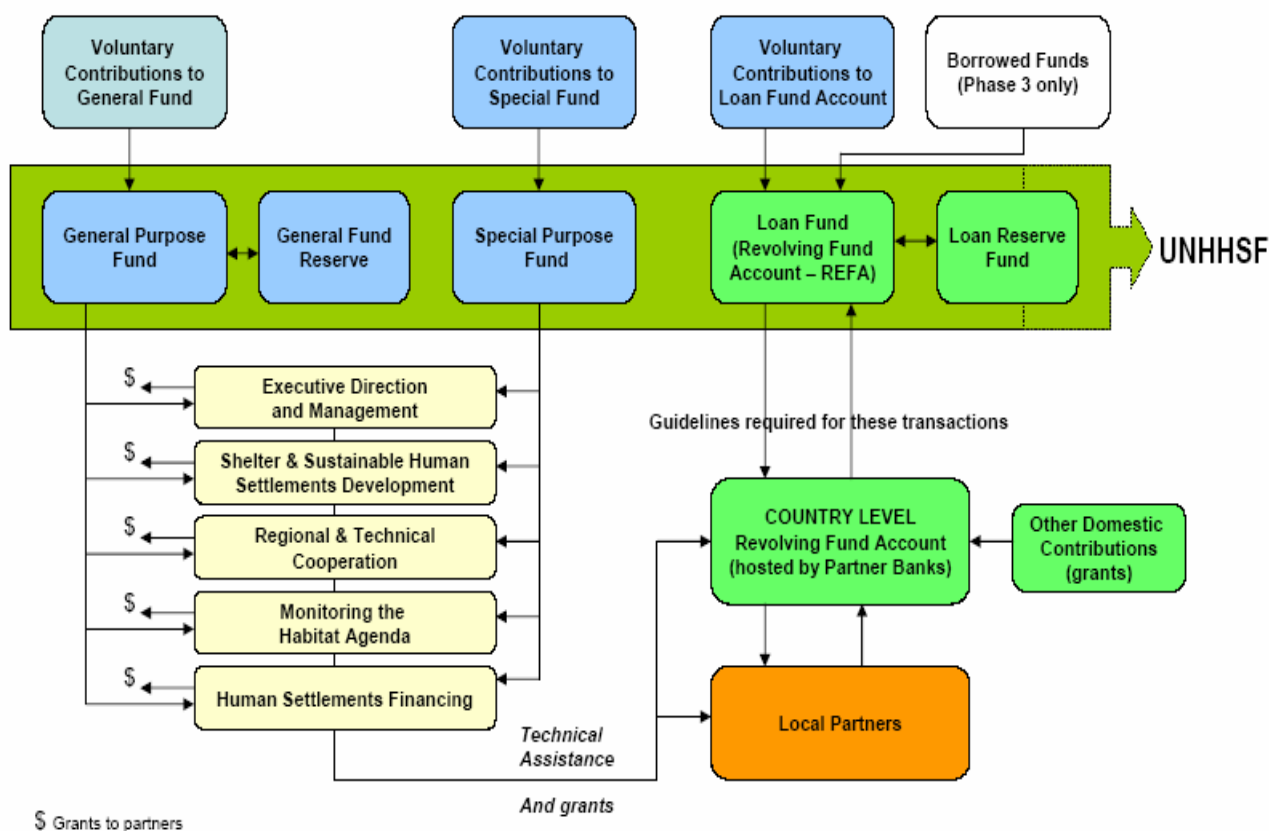 Voluntary
Contributions to
General Fund
Voluntary
Contributions to
Special Fund
Voluntary
Contributions to
Loan Fund Account
Borrowed Funds
(Phase 3 only)
General Purpose
Fund
General Fund
Reserve
Special Purpose
Fund
Loan Fund
(Revolving Fund
Account – REFA)
Loan Reserve
Fund
UNHHSF
$
Executive Direction
and Management
$
Shelter & Sustainable Human
Settlements Development
$
Regional & Technical
Cooperation
$
Monitoring the
Habitat Agenda
$
Human Settlements Financing
Guidelines required for these transactions
COUNTRY LEVEL
Revolving Fund Account
(hosted by Partner Banks)
Other Domestic
Contributions
(grants)
Local Partners
Technical
Assistance
And grants
$ Grants to partners